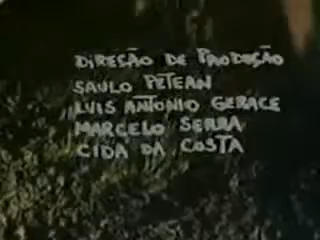 DIREÇÃO DE PRODUÇÃO
SAULO PETEAN
LUIS ANTONIO GERACE
MARCELO SERRA
CIDA DA COSTA